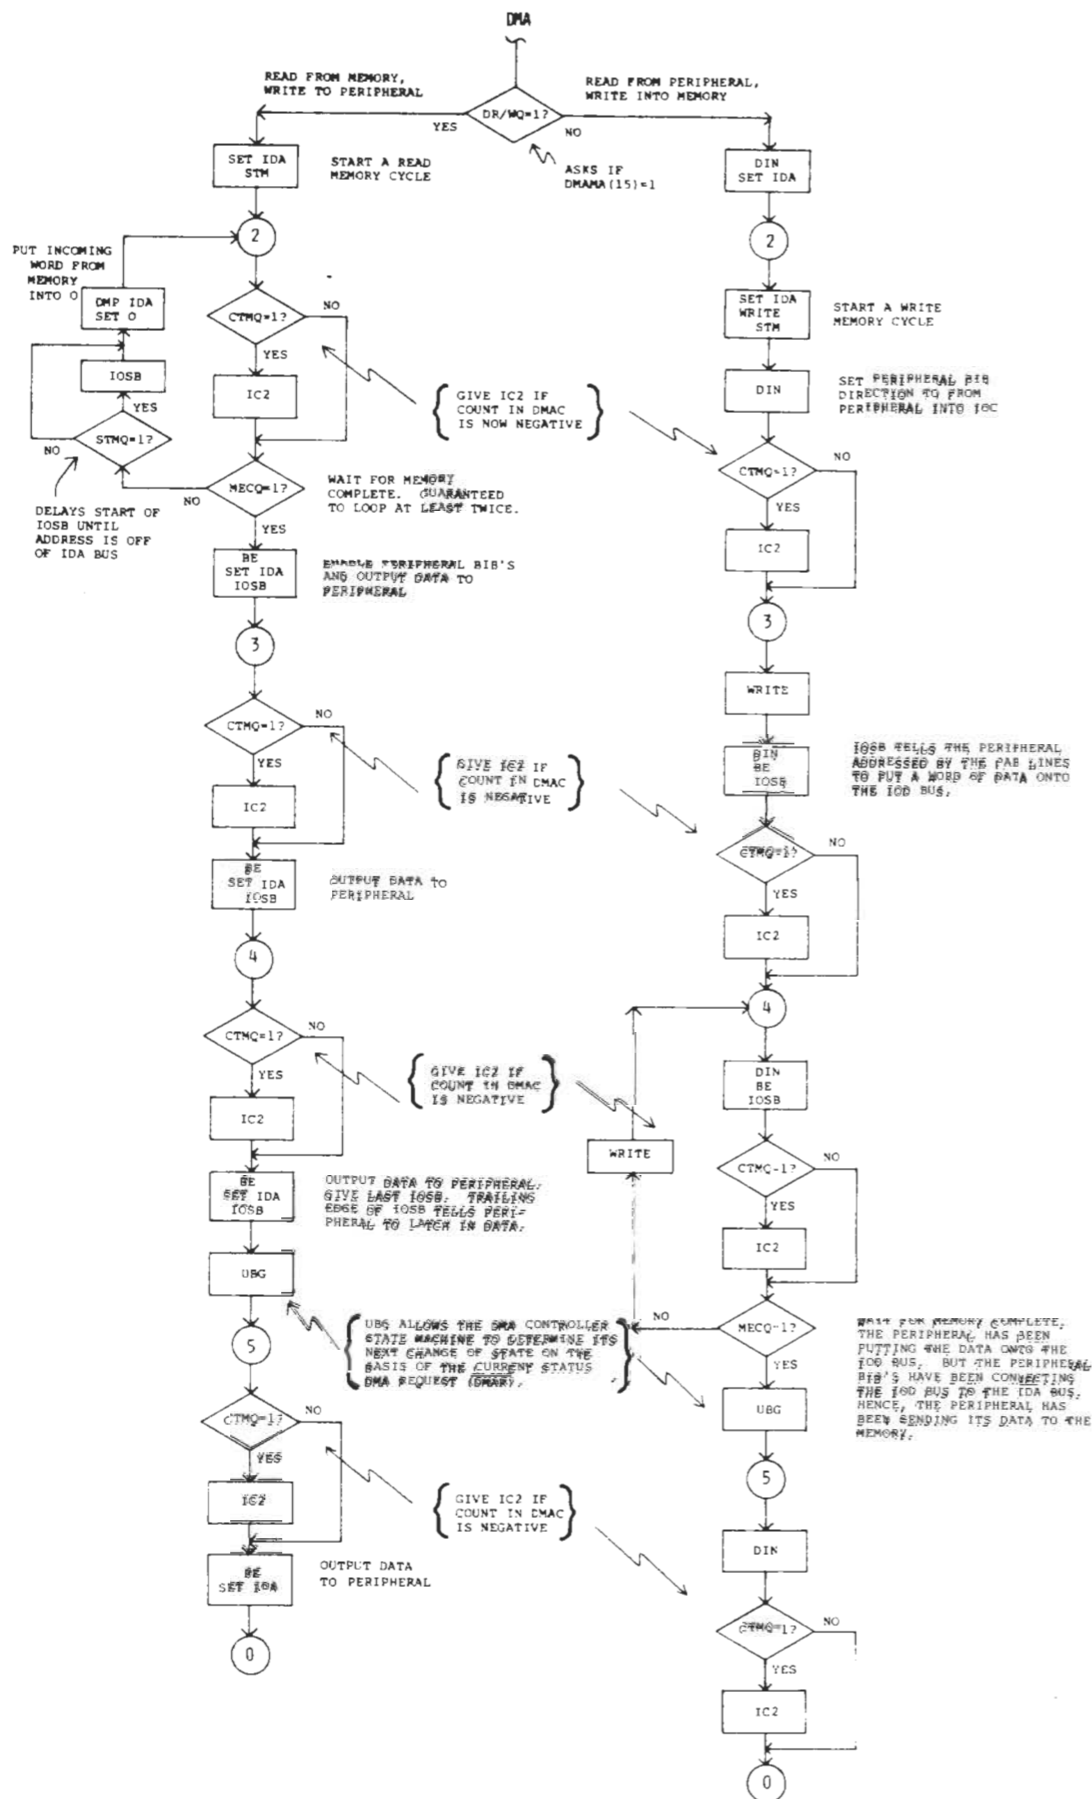 DMA
READ FROM MEMORY,
WRITE TO PERIPHERAL
READ FROM PERIPHERAL,
WRITE INTO MEMORY
DR/WQ=1?
YES
NO
ASKS IF
DMAMA(15)=1
SET IDA
STM
START A READ
MEMORY CYCLE
2
PUT INCOMING
WORD FROM
MEMORY
INTO O
DMP IDA
SET O
IOSB
YES
STMQ=1?
NO
DELAYS START OF
IOSB UNTIL
ADDRESS IS OFF
OF IDA BUS
CTMQ=1?
NO
YES
IC2
MECQ=1?
NO
YES
WAIT FOR MEMORY
COMPLETE. GUARANTEED
TO LOOP AT LEAST TWICE.
BE
SET IDA
IOSB
ENABLE PERIPHERAL BIB'S
AND OUTPUT DATA TO
PERIPHERAL
3
CTMQ=1?
NO
YES
IC2
BE
SET IDA
IOSB
OUTPUT DATA TO
PERIPHERAL
4
CTMQ=1?
NO
YES
IC2
BE
SET IDA
IOSB
OUTPUT DATA TO PERIPHERAL.
GIVE LAST IOSB. TRAILING
EDGE OF IOSB TELLS PERI-
PHERAL TO LATCH IN DATA.
UBG
5
CTMQ=1?
NO
YES
IC2
BE
SET IDA
OUTPUT DATA
TO PERIPHERAL
0
GIVE IC2 IF
COUNT IN DMAC
IS NOW NEGATIVE
GIVE IC2 IF
COUNT IN DMAC
IS NEGATIVE
GIVE IC2 IF
COUNT IN DMAC
IS NEGATIVE
UBG ALLOWS THE DMA CONTROLLER
STATE MACHINE TO DETERMINE ITS
NEXT CHANGE OF STATE ON THE
BASIS OF THE CURRENT STATUS
DMA REQUEST (DMAR).
GIVE IC2 IF
COUNT IN DMAC
IS NEGATIVE
DIN
SET IDA
2
SET IDA
WRITE
STM
START A WRITE
MEMORY CYCLE
DIN
SET PERIPHERAL BIB
DIRECTION TO FROM
PERIPHERAL INTO IOC
CTMQ=1?
NO
YES
IC2
3
WRITE
DIN
BE
IOSB
IOSB TELLS THE PERIPHERAL
ADDRESSED BY THE PAB LINES
TO PUT A WORD OF DATA ONTO
THE IOD BUS.
CTMQ=1?
NO
YES
IC2
4
DIN
BE
IOSB
WRITE
CTMQ=1?
NO
YES
IC2
MECQ=1?
NO
YES
WAIT FOR MEMORY COMPLETE,
THE PERIPHERAL HAS BEEN
PUTTING THE DATA ONTO THE
IOD BUS. BUT THE PERIPHERAL
BIB'S HAVE BEEN CONNECTING
THE IOD BUS TO THE IDA BUS.
HENCE, THE PERIPHERAL HAS
BEEN SENDING ITS DATA TO THE
MEMORY.
UBG
5
DIN
CTMQ=1?
NO
YES
IC2
0